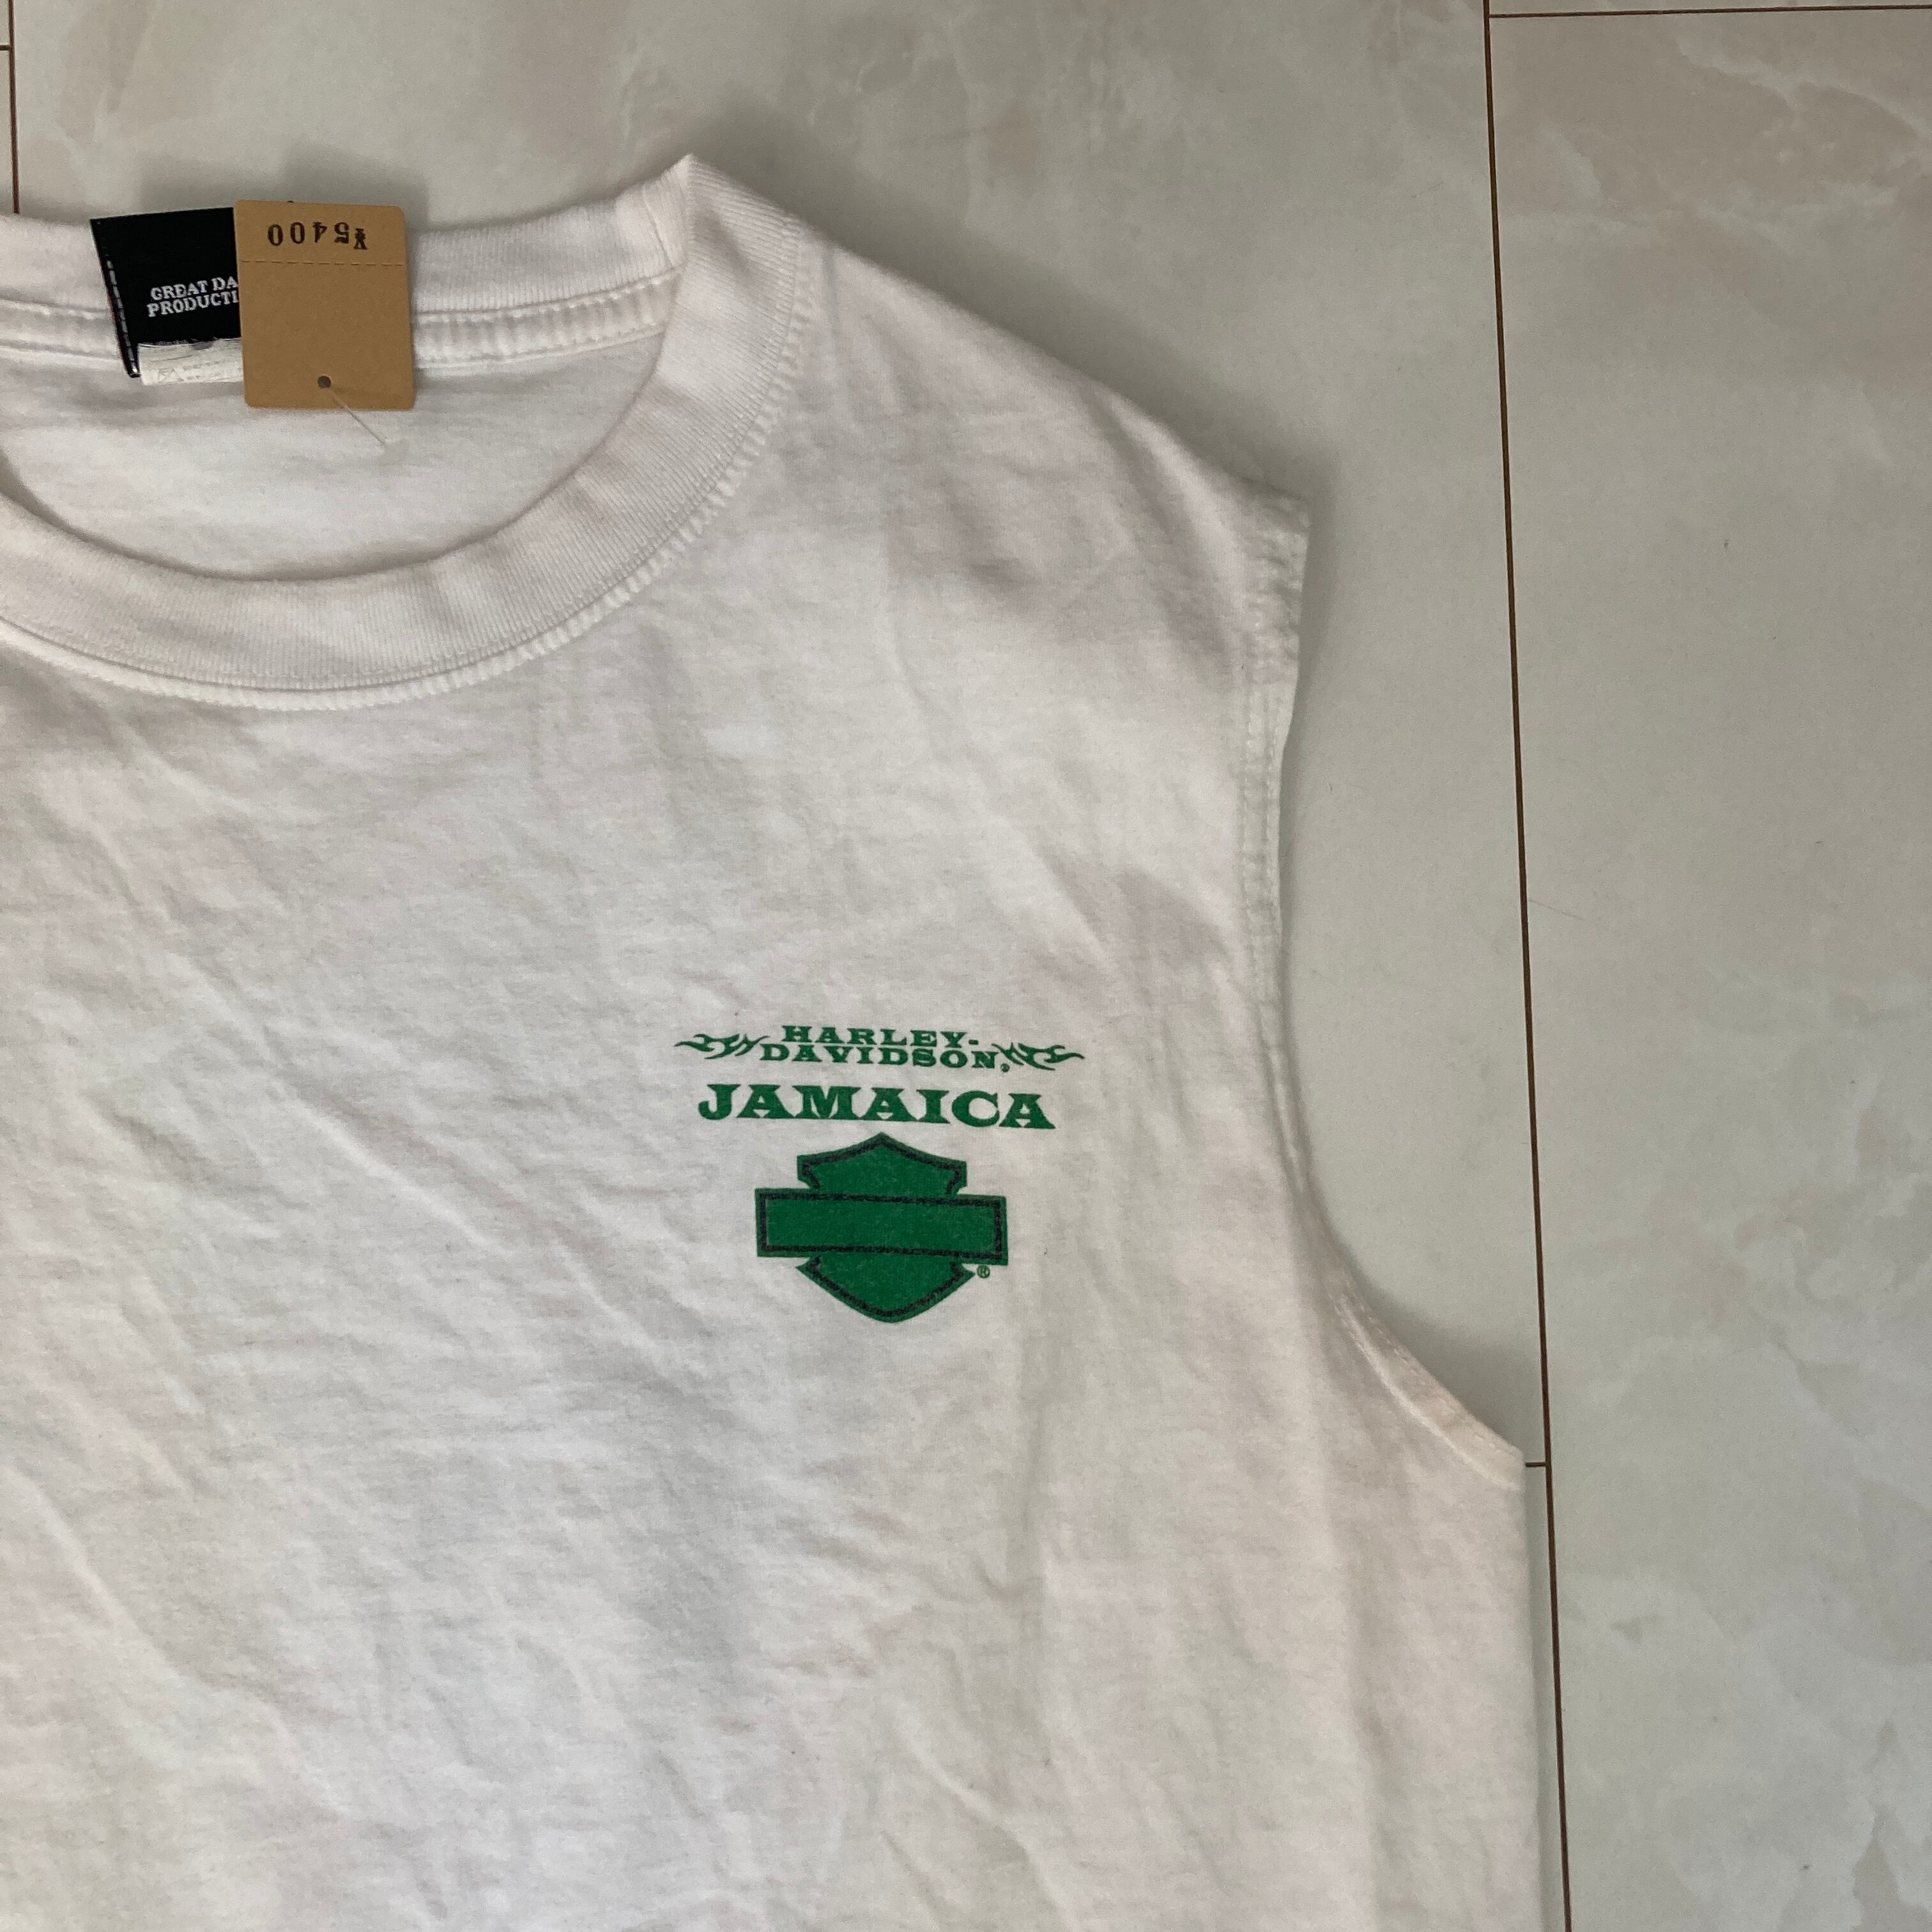 ¥5400
GREAT DA
PRODUCTI
HARLEY-
DAVIDSON
JAMAICA
®